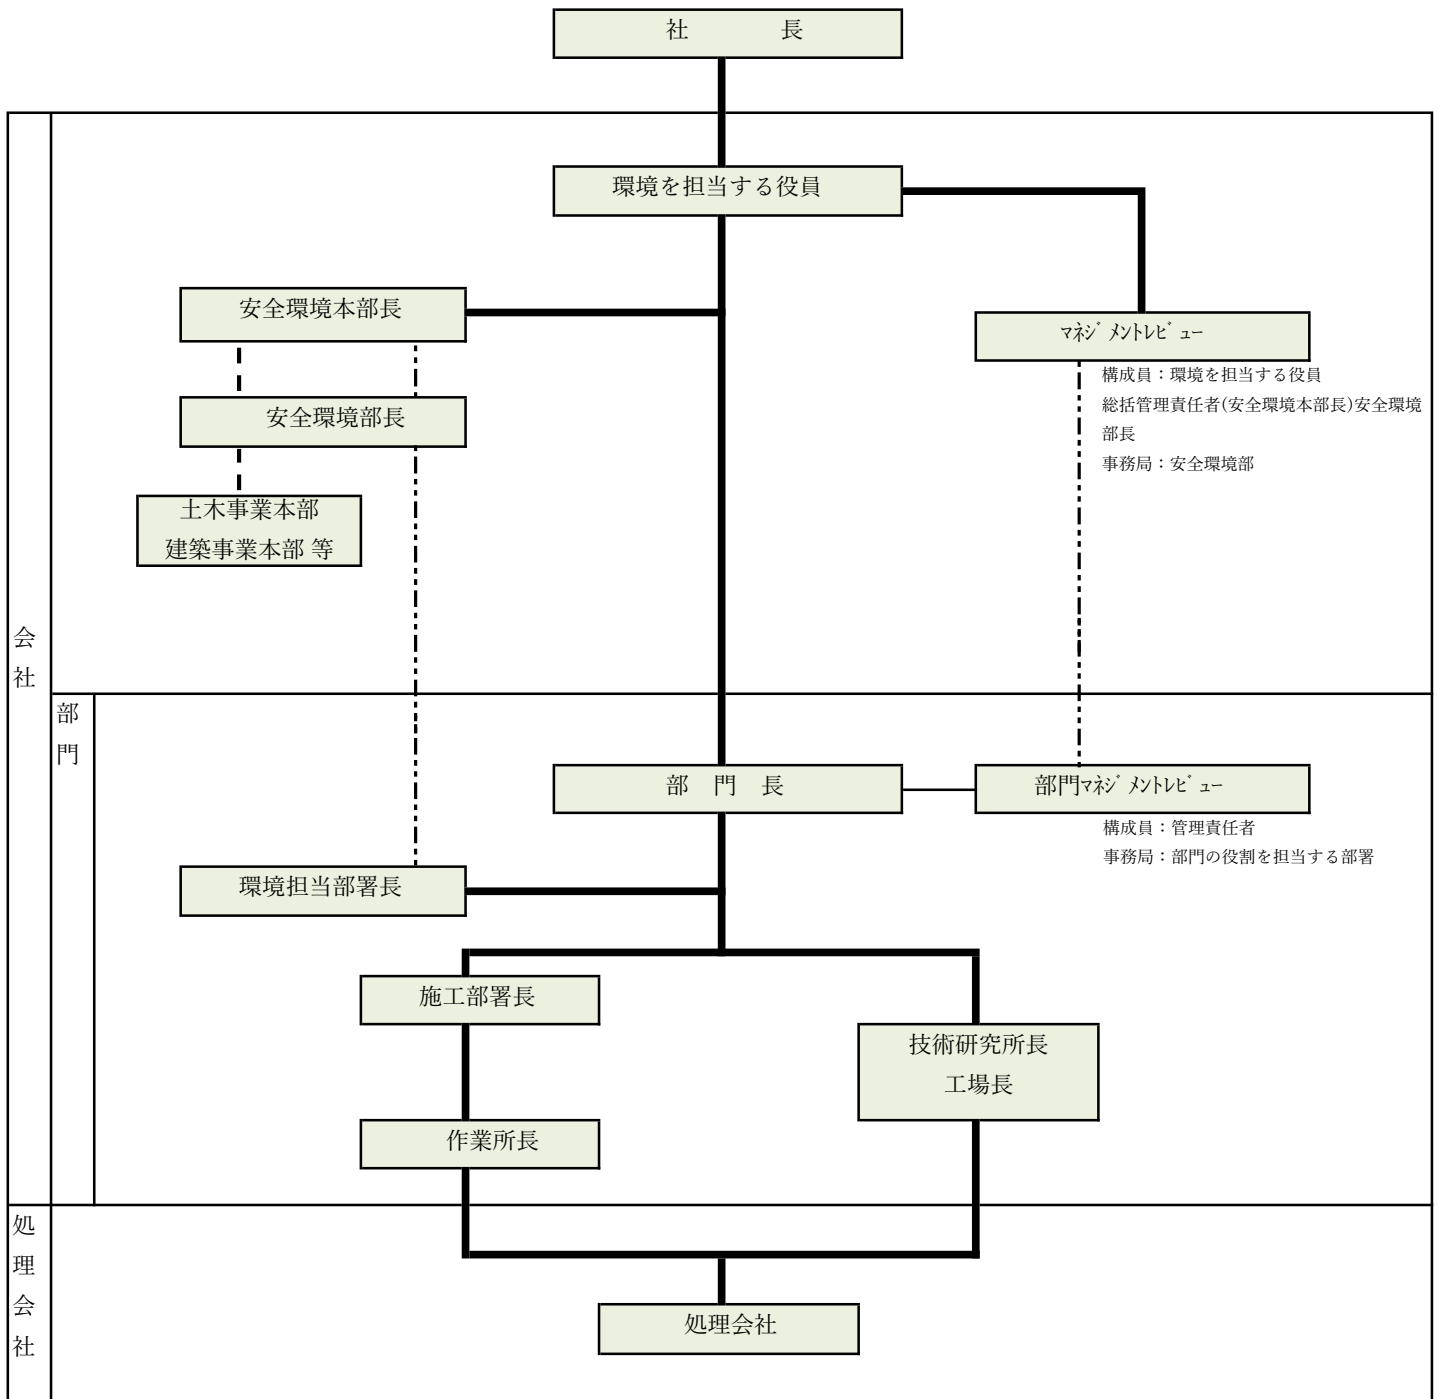 社　　　　長
環境を担当する役員
安全環境本部長
ﾏﾈｼﾞﾒﾝﾄﾚﾋﾞｭｰ
構成員：環境を担当する役員
総括管理責任者(安全環境本部長)安全環境
部長
事務局：安全環境部
安全環境部長
土木事業本部
建築事業本部 等
会
社
部
門
部　門　長
部門ﾏﾈｼﾞﾒﾝﾄﾚﾋﾞｭｰ
構成員：管理責任者
事務局：部門の役割を担当する部署
環境担当部署長
施工部署長
技術研究所長
工場長
作業所長
処
理
会
社
処理会社